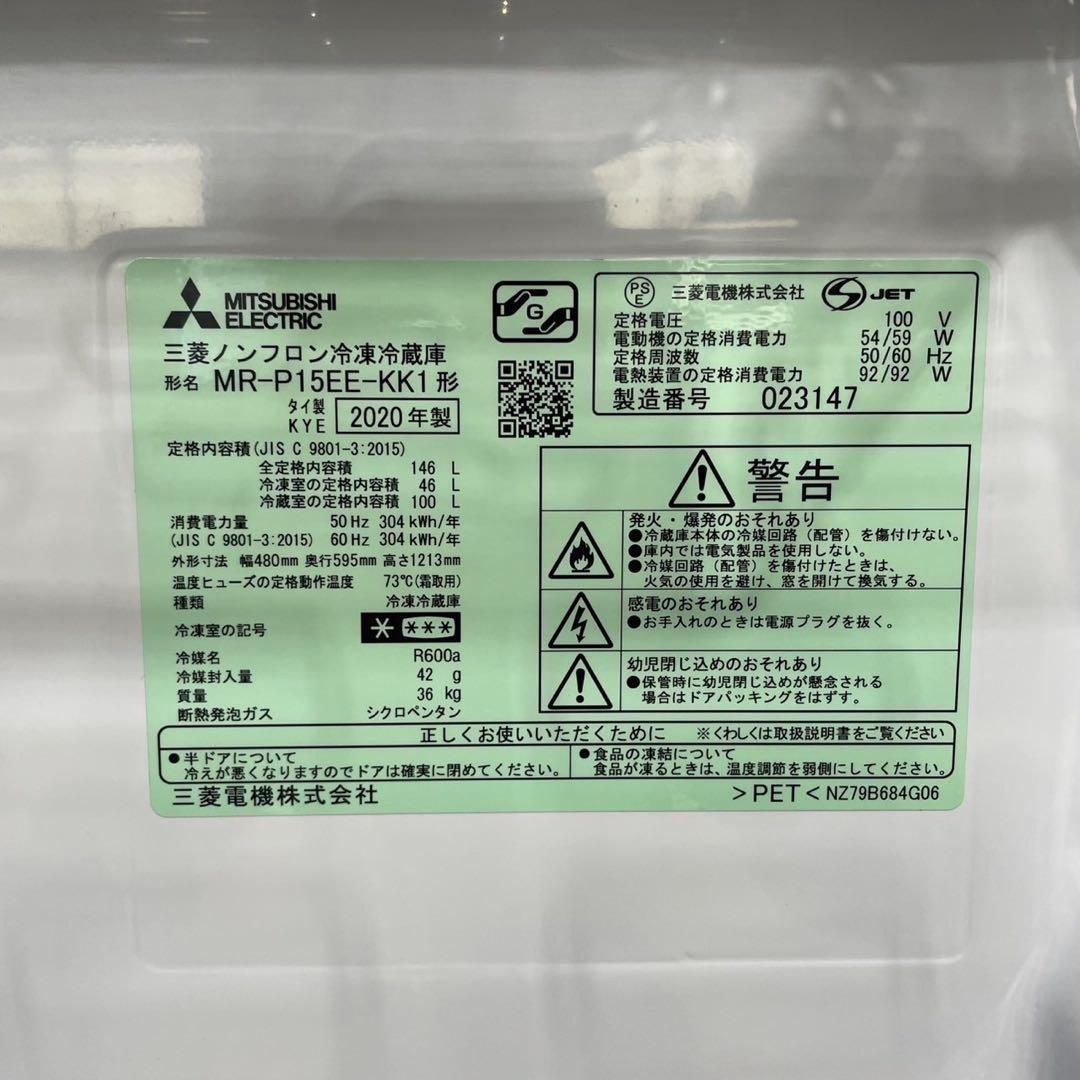 MITSUBISHI
ELECTRIC
三菱ノンフロン冷凍冷蔵庫
形名 MR-P15EE-KK1 形
タイ製
KYE 2020年製
G
PSE 三菱電機株式会社 S JET
定格電圧 100 V
電動機の定格消費電力 54/59 W
定格周波数 50/60 Hz
電熱装置の定格消費電力 92/92 W
製造番号 023147
定格内容積(JIS C 9801-3:2015)
全定格内容積 146 L
冷凍室の定格内容積 46 L
冷蔵室の定格内容積 100 L
消費電力量 50Hz 304kWh/年
(JIS C 9801-3:2015) 60Hz 304kWh/年
外形寸法 幅480mm 奥行595mm 高さ1213mm
温度ヒューズの定格動作温度 73℃(霜取用)
種類 冷凍冷蔵庫
冷凍室の記号 * ***
冷媒名 R600a
冷媒封入量 42 g
質量 36 kg
断熱発泡ガス シクロペンタン
警告
発火・爆発のおそれあり
●冷蔵庫本体の冷媒回路(配管)を傷付けない。
●庫内では電気製品を使用しない。
●冷媒回路(配管)を傷付けたときは、
火気の使用を避け、窓を開けて換気する。
感電のおそれあり
●お手入れのときは電源プラグを抜く。
幼児閉じ込めのおそれあり
●保管時に幼児閉じ込めが懸念される
場合はドアパッキングをはずす。
正しくお使いいただくために ※くわしくは取扱説明書をご覧ください
●半ドアについて
冷えが悪くなりますのでドアは確実に閉めてください。
●食品の凍結について
食品が凍るときは、温度調節を弱側にしてください。
三菱電機株式会社
>PET< NZ79B684G06